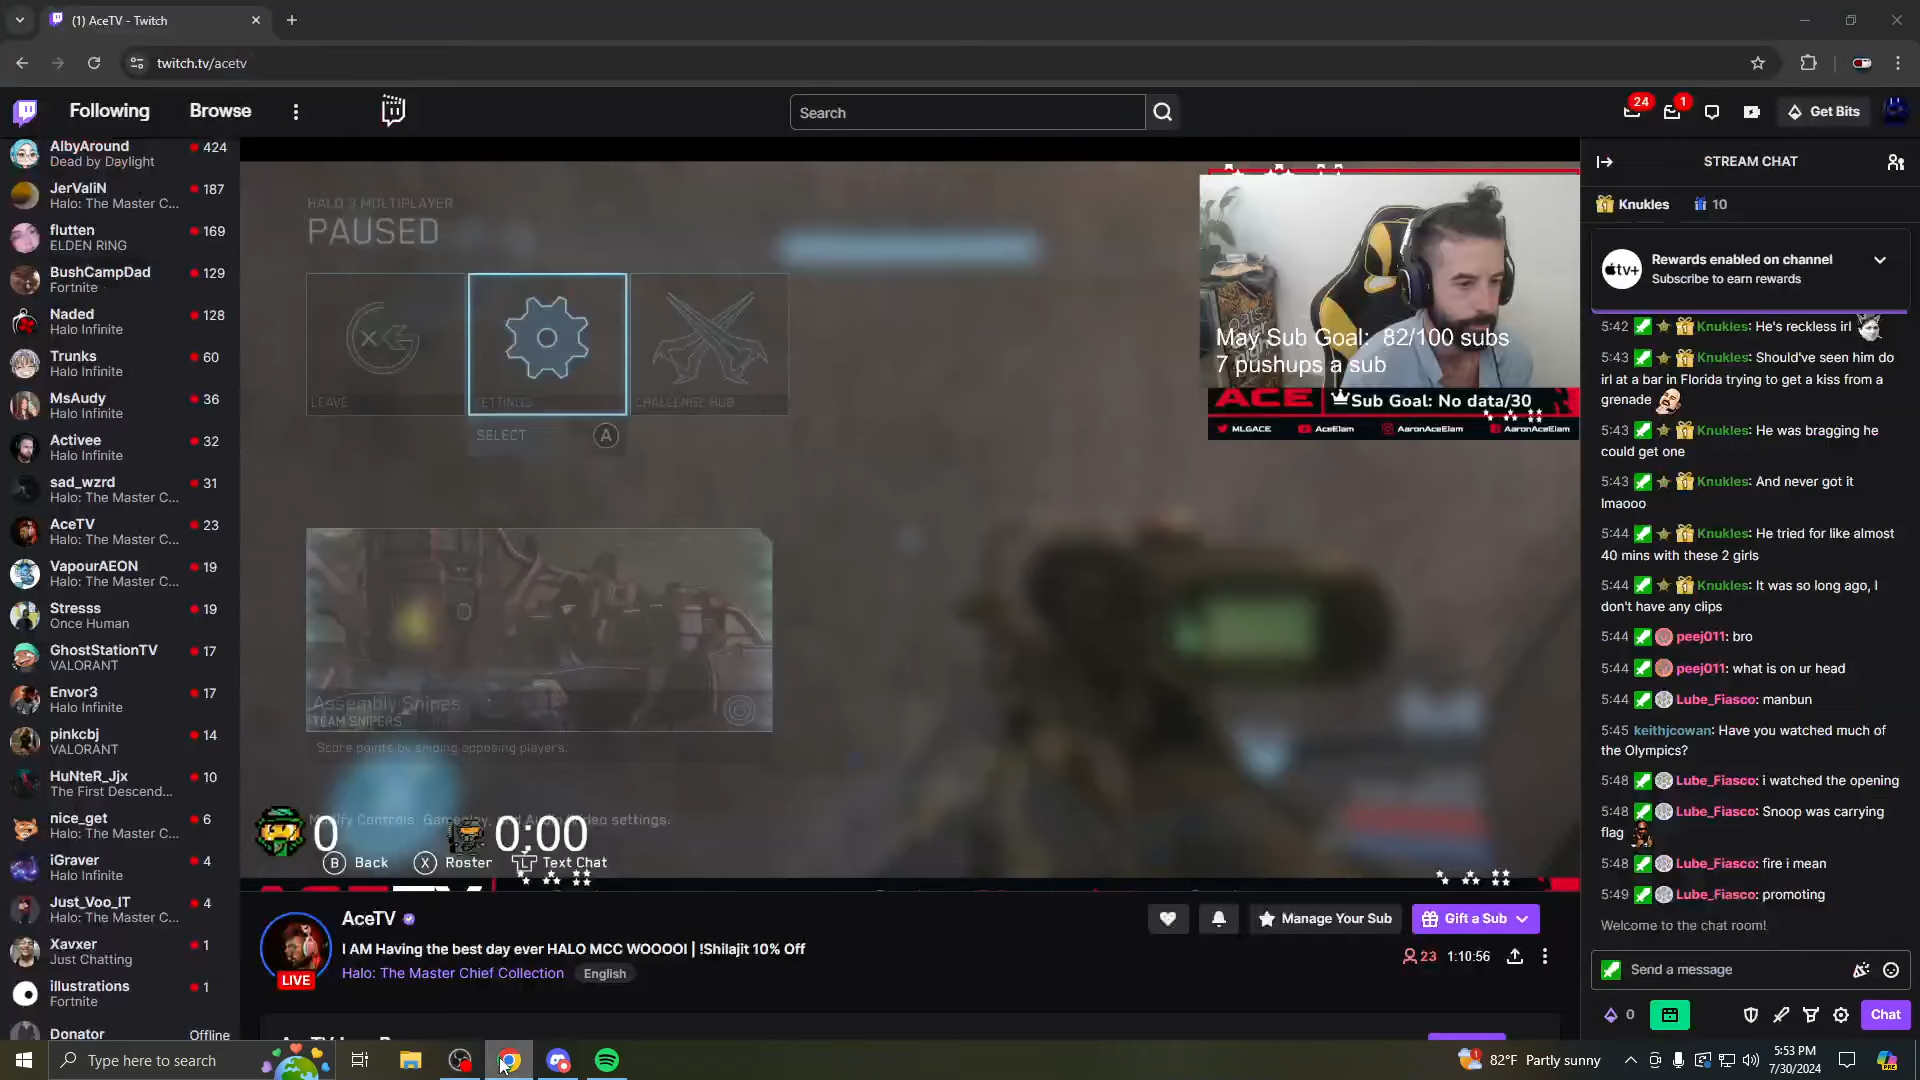 (1) AceTV - Twitch
twitch.tv/acetv
Following
Browse
Search
24
1
Get Bits
AlbyAround
424
Dead by Daylight
JerValiN
187
Halo: The Master C...
flutten
169
ELDEN RING
BushCampDad
129
Fortnite
Naded
128
Halo Infinite
Trunks
60
Halo Infinite
MsAudy
36
Halo Infinite
Activee
32
Halo Infinite
sad_wzrd
31
Halo: The Master C...
AceTV
23
Halo: The Master C...
VapourAEON
19
Halo: The Master C...
Stresss
19
Once Human
GhostStationTV
17
VALORANT
Envor3
17
Halo Infinite
pinkcbj
14
VALORANT
HuNteR_Jjx
10
The First Descend...
nice_get
6
Halo: The Master C...
iGraver
4
Halo Infinite
Just_Voo_IT
4
Halo: The Master C...
Xavxer
1
Just Chatting
illustrations
1
Fortnite
Donator
Offline
HALO 3 MULTIPLAYER
PAUSED
LEAVE
SETTINGS
CHALLENGE HUB
SELECT
A
Assembly Snipes
TEAM SNIPERS
Score points by sniping opposing players.
Modify Controls, Gameplay, and Audio/Video settings.
0
0;00
B Back
X Roster
L Text Chat
May Sub Goal: 82/100 subs
7 pushups a sub
ACE
Sub Goal: No data/30
MLGACE
AceElam
AaronAceElam
AaronAceElam
AceTV
I AM Having the best day ever HALO MCC WOOOOI | !Shilajit 10% Off
Halo: The Master Chief Collection
English
LIVE
Manage Your Sub
Gift a Sub
23
1:10:56
STREAM CHAT
Knukles
10
tv+
Rewards enabled on channel
Subscribe to earn rewards
5:42 Knukles: He's reckless irl
5:43 Knukles: Should've seen him do
irl at a bar in Florida trying to get a kiss from a
grenade
5:43 Knukles: He was bragging he
could get one
5:43 Knukles: And never got it
lmaooo
5:44 Knukles: He tried for like almost
40 mins with these 2 girls
5:44 Knukles: It was so long ago, I
don't have any clips
5:44 peej011: bro
5:44 peej011: what is on ur head
5:44 Lube_Fiasco: manbun
5:45 keithjcowan: Have you watched much of
the Olympics?
5:48 Lube_Fiasco: i watched the opening
5:48 Lube_Fiasco: Snoop was carrying
flag
5:48 Lube_Fiasco: fire i mean
5:49 Lube_Fiasco: promoting
Welcome to the chat room!
Send a message
0
Chat
Type here to search
82°F Partly sunny
5:53 PM
7/30/2024